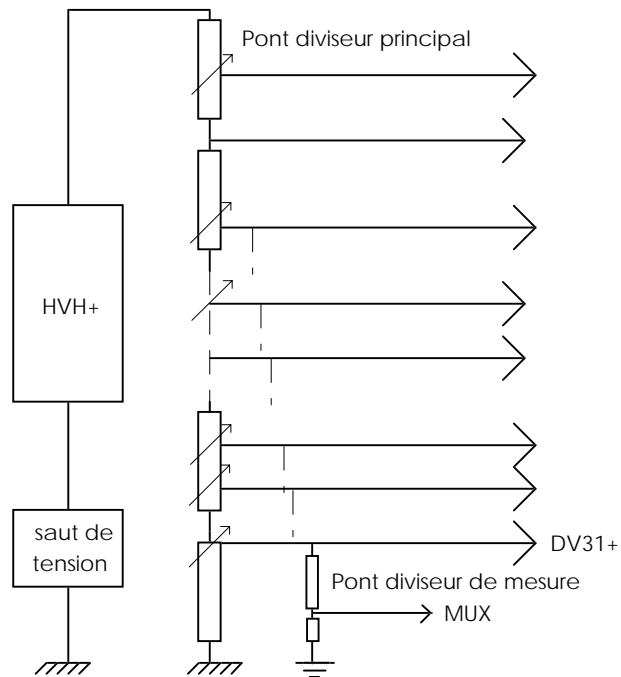 Pont diviseur principal
HVH+
saut de
tension
DV31+
Pont diviseur de mesure
MUX